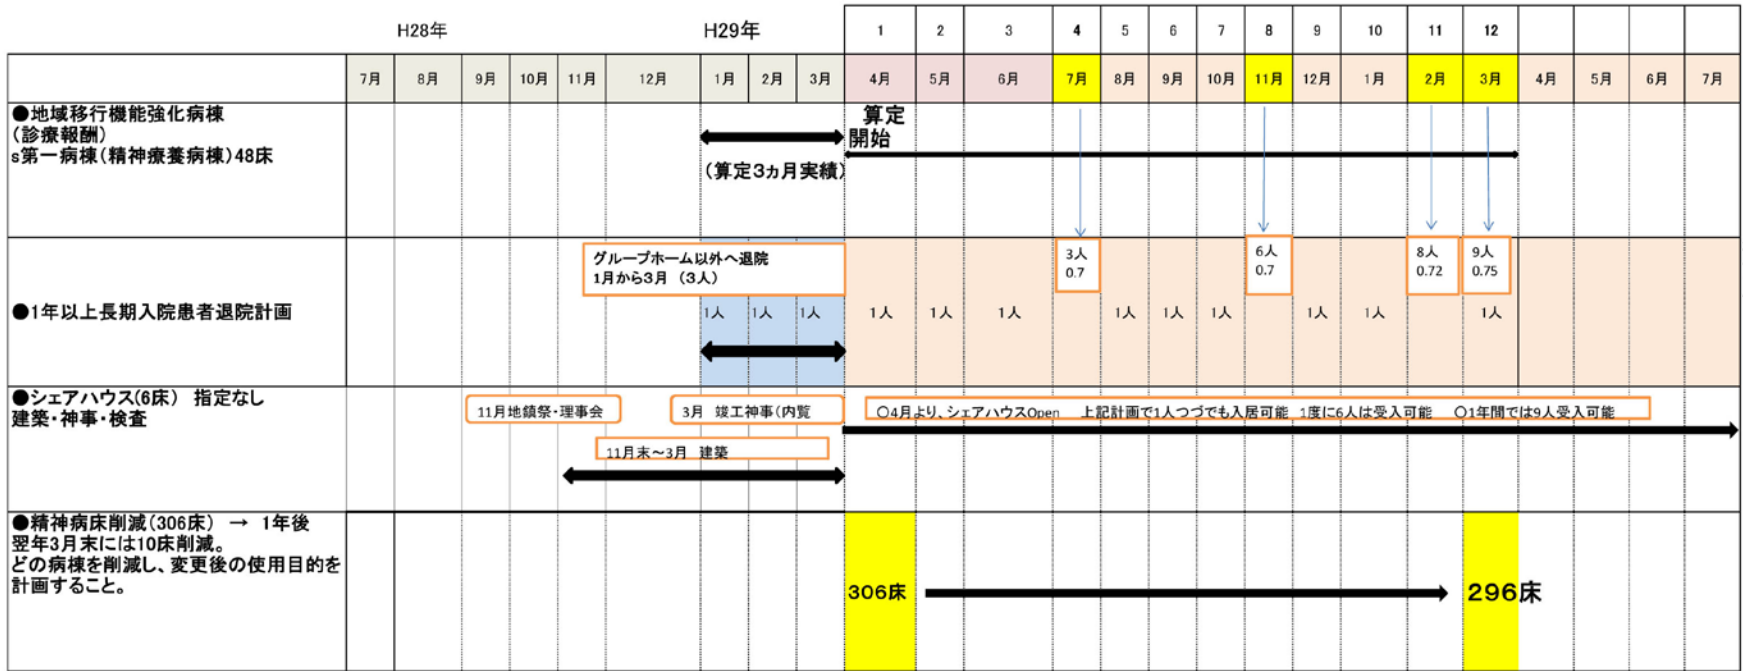 H28年 H29年 1 2 3 4 5 6 7 8 9 10 11 12
7月 8月 9月 10月 11月 12月 1月 2月 3月 4月 5月 6月 7月 8月 9月 10月 11月 12月 1月 2月 3月 4月 5月 6月 7月
●地域移行機能強化病棟
(診療報酬)
s第一病棟(精神療養病棟)48床
(算定3ヵ月実績)
算定
開始
●1年以上長期入院患者退院計画
グループホーム以外へ退院
1月から3月 (3人)
3人
0.7
6人
0.7
8人
0.72
9人
0.75
1人 1人 1人 1人 1人 1人 1人 1人 1人 1人 1人 1人
●シェアハウス(6床) 指定なし
建築・神事・検査
11月地鎮祭・理事会
3月 竣工神事(内覧
○4月より、シェアハウスOpen 上記計画で1人つづでも入居可能 1度に6人は受入可能 ○1年間では9人受入可能
11月末~3月 建築
●精神病床削減(306床) → 1年後
翌年3月末には10床削減。
どの病棟を削減し、変更後の使用目的を
計画すること。
306床
296床